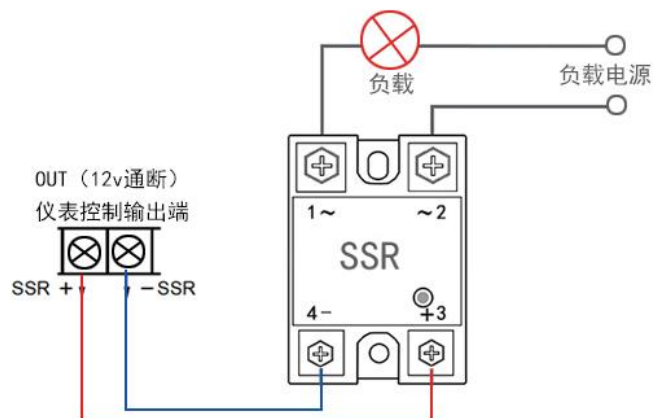 负载
负载电源
OUT（12v通断）
仪表控制输出端
SSR +
-SSR
1~
~2
SSR
4-
+3